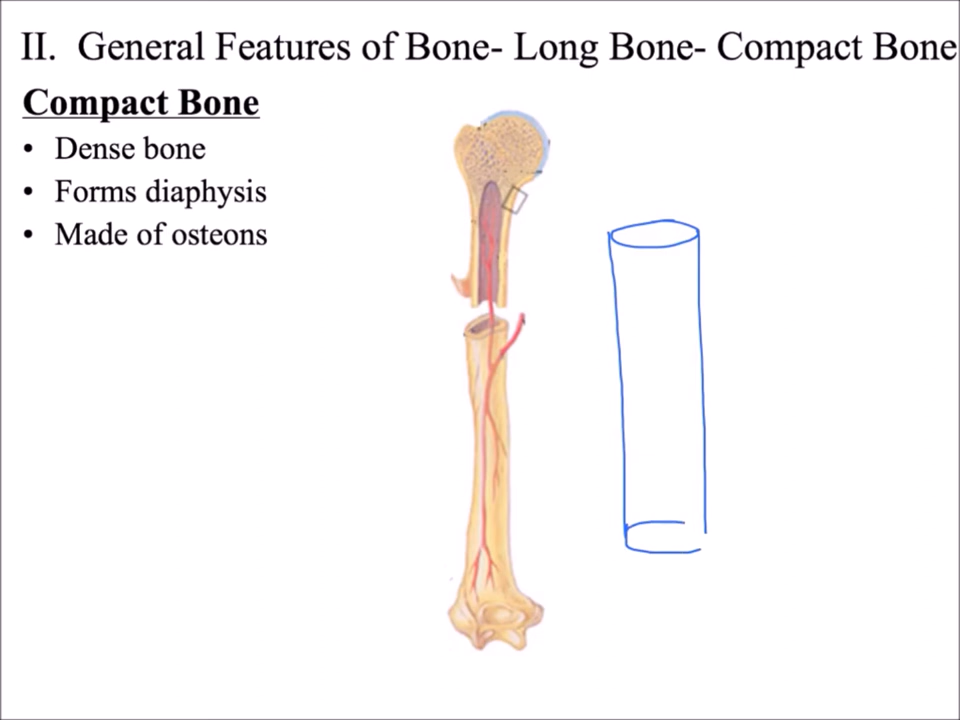 II. General Features of Bone- Long Bone- Compact Bone
Compact Bone
• Dense bone
• Forms diaphysis
• Made of osteons